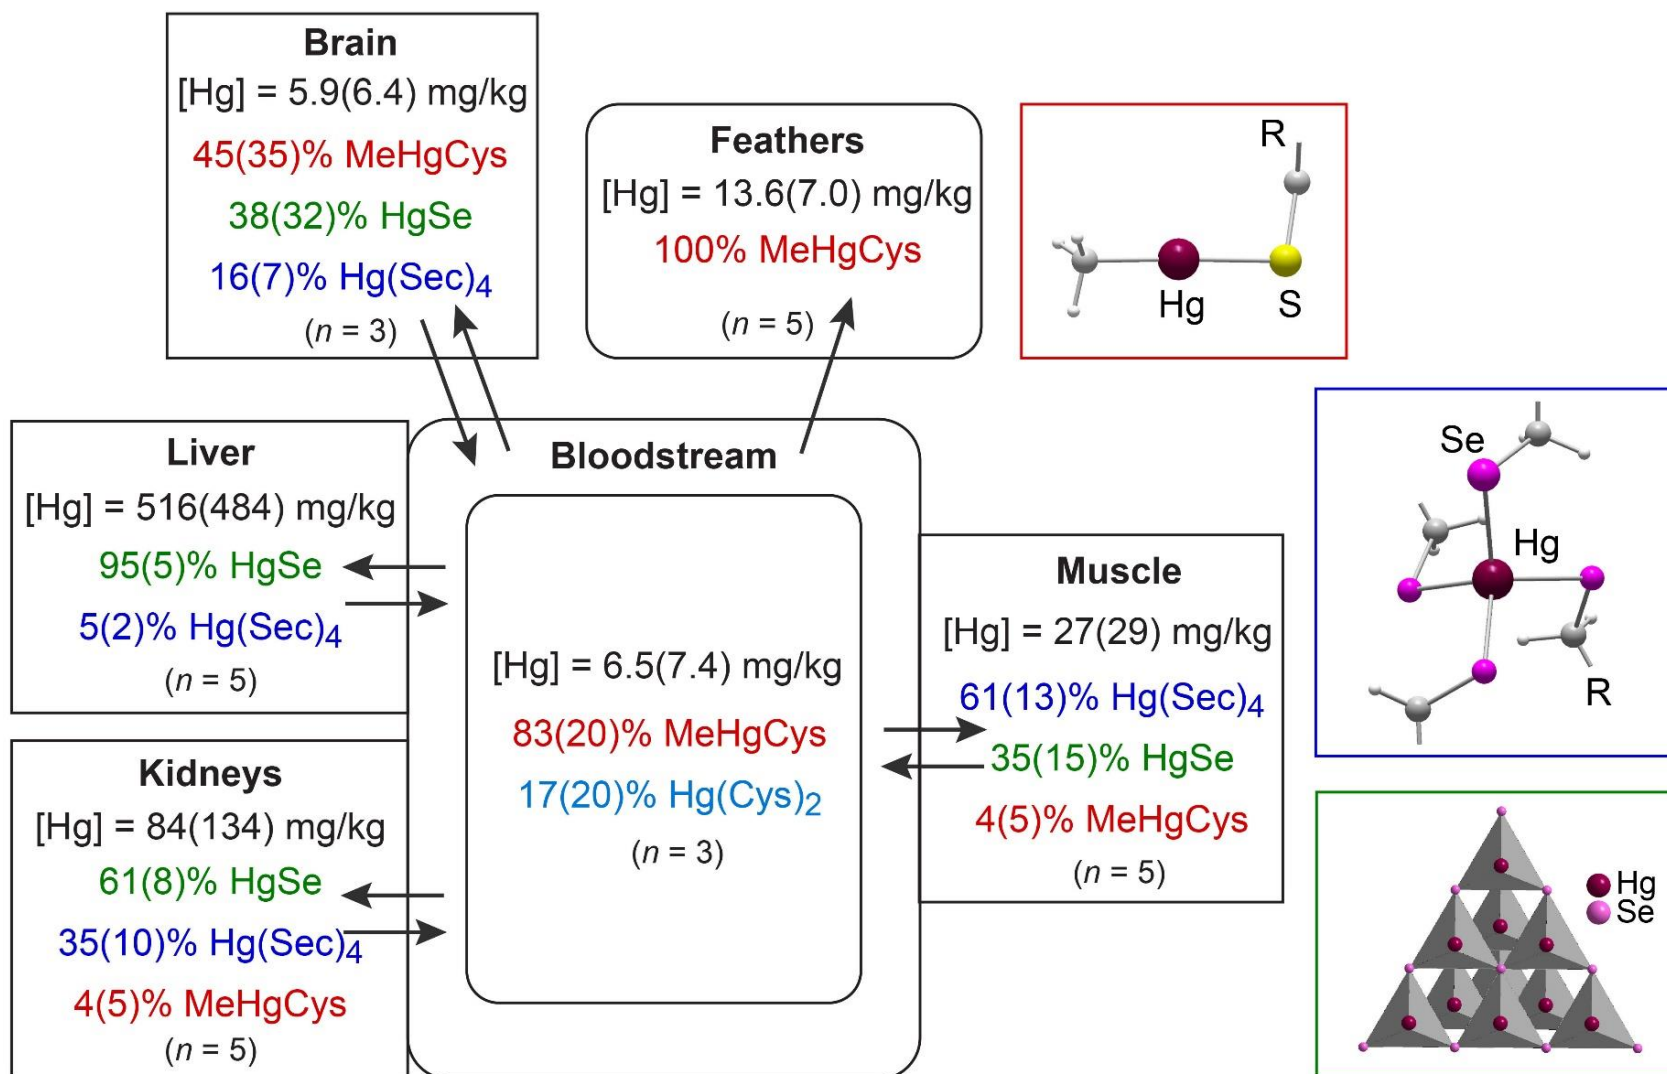 Brain
[Hg] = 5.9(6.4) mg/kg
45(35)% MeHgCys
38(32)% HgSe
16(7)% Hg(Sec)4
(n = 3)
Feathers
[Hg] = 13.6(7.0) mg/kg
100% MeHgCys
(n = 5)
R
Hg
S
Liver
[Hg] = 516(484) mg/kg
95(5)% HgSe
5(2)% Hg(Sec)4
(n = 5)
Kidneys
[Hg] = 84(134) mg/kg
61(8)% HgSe
35(10)% Hg(Sec)4
4(5)% MeHgCys
(n = 5)
Bloodstream
[Hg] = 6.5(7.4) mg/kg
83(20)% MeHgCys
17(20)% Hg(Cys)2
(n = 3)
Muscle
[Hg] = 27(29) mg/kg
61(13)% Hg(Sec)4
35(15)% HgSe
4(5)% MeHgCys
(n = 5)
Se
Hg
R
Hg
Se